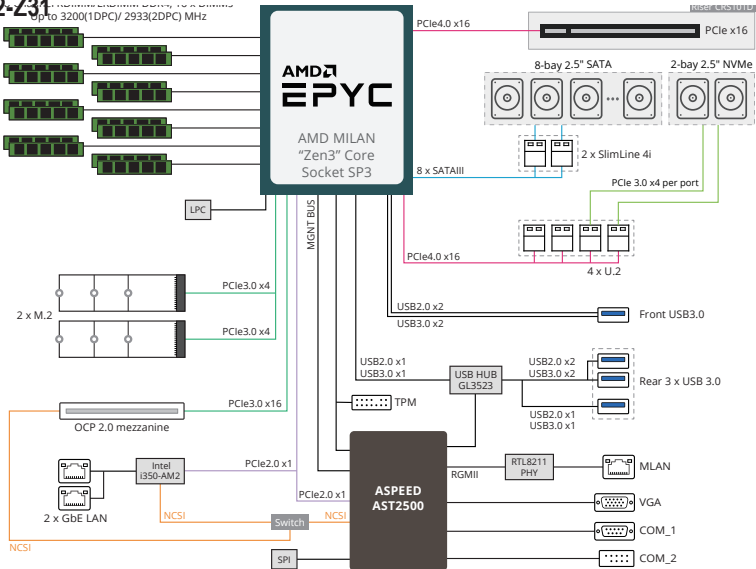 2-Z31
Up to 3200(1DPC)/ 2933(2DPC) MHz
PCIe4.0 x16
Riser CRS101D
PCIe x16
8-bay 2.5" SATA
2-bay 2.5" NVMe
AMD
EPYC
AMD MILAN
“Zen3” Core
Socket SP3
8 x SATAIII
2 x SlimLine 4i
PCIe 3.0 x4 per port
LPC
MGNT BUS
PCIe4.0 x16
4 x U.2
2 x M.2
PCIe3.0 x4
PCIe3.0 x4
USB2.0 x2
USB3.0 x2
Front USB3.0
USB2.0 x1
USB3.0 x1
USB HUB
GL3523
USB2.0 x2
USB3.0 x2
Rear 3 x USB 3.0
USB2.0 x1
USB3.0 x1
PCIe3.0 x16
OCP 2.0 mezzanine
TPM
Intel
i350-AM2
PCIe2.0 x1
2 x GbE LAN
PCIe2.0 x1
ASPEED
AST2500
RGMII
RTL8211
PHY
MLAN
VGA
NCSI
Switch
NCSI
COM_1
NCSI
SPI
COM_2